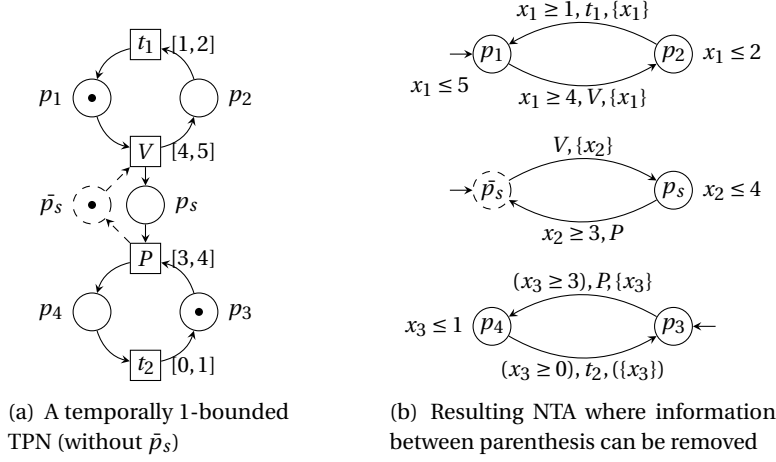 t₁ [1, 2]
p₁ p₂
V [4, 5]
p̄ₛ pₛ
P [3, 4]
p₄ p₃
t₂ [0, 1]
(a) A temporally 1-bounded
TPN (without p̄ₛ)
x₁ ≥ 1, t₁, {x₁}
p₁ p₂ x₁ ≤ 2
x₁ ≤ 5
x₁ ≥ 4, V, {x₁}
V, {x₂}
p̄ₛ pₛ x₂ ≤ 4
x₂ ≥ 3, P
(x₃ ≥ 3), P, {x₃}
x₃ ≤ 1 p₄ p₃
(x₃ ≥ 0), t₂, ({x₃})
(b) Resulting NTA where information
between parenthesis can be removed